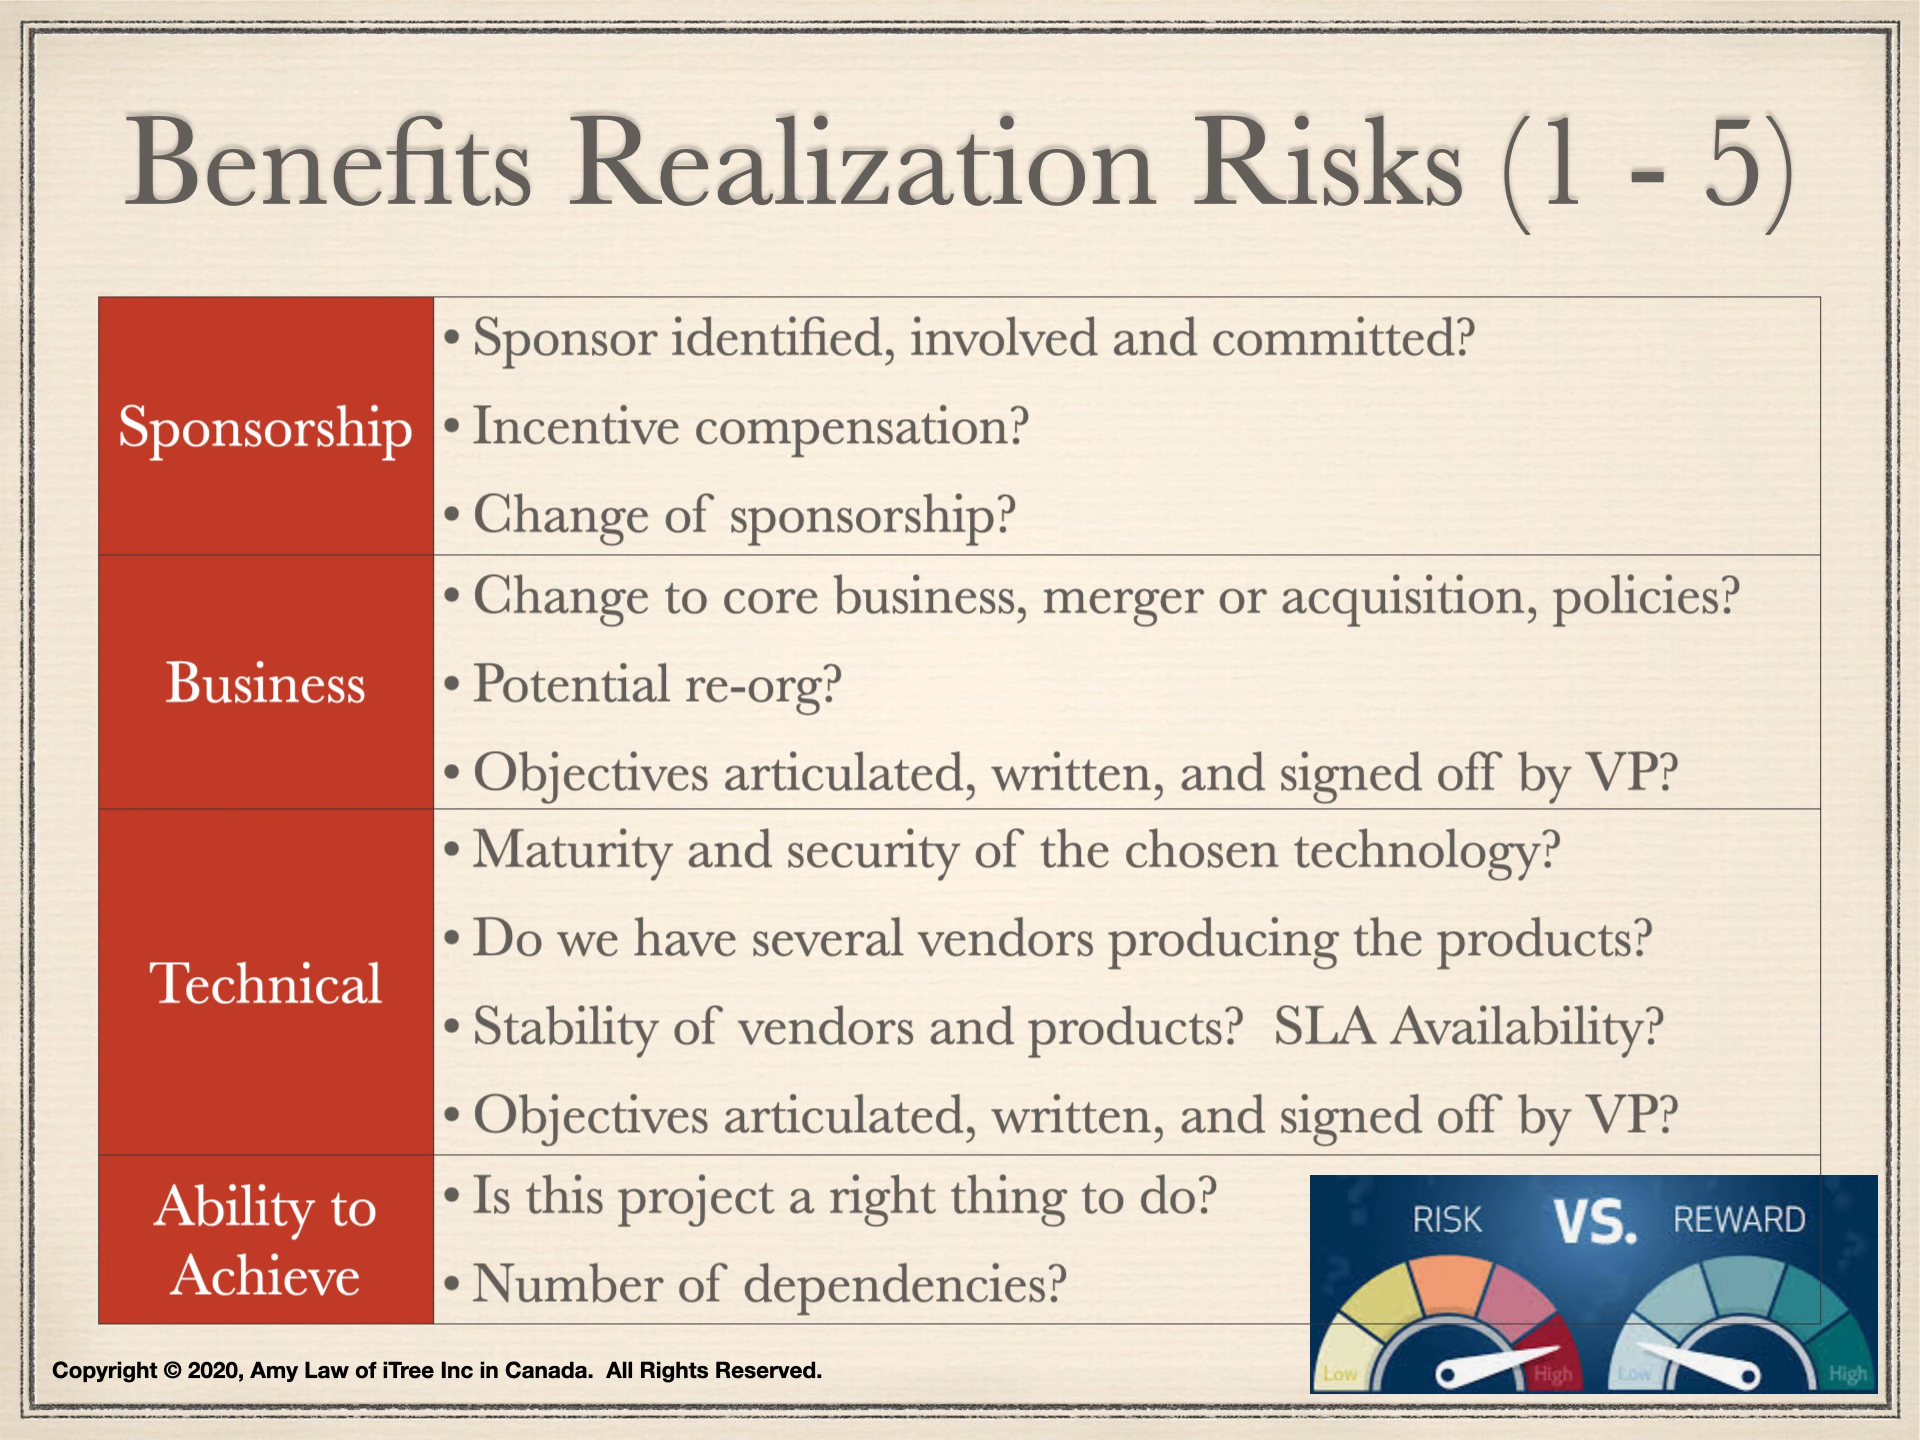 Benefits Realization Risks (1 - 5)
Sponsorship
• Sponsor identified, involved and committed?
• Incentive compensation?
• Change of sponsorship?
Business
• Change to core business, merger or acquisition, policies?
• Potential re-org?
• Objectives articulated, written, and signed off by VP?
Technical
• Maturity and security of the chosen technology?
• Do we have several vendors producing the products?
• Stability of vendors and products? SLA Availability?
• Objectives articulated, written, and signed off by VP?
Ability to
Achieve
• Is this project a right thing to do?
• Number of dependencies?
RISK VS. REWARD
Low High Low High
Copyright © 2020, Amy Law of iTree Inc in Canada. All Rights Reserved.